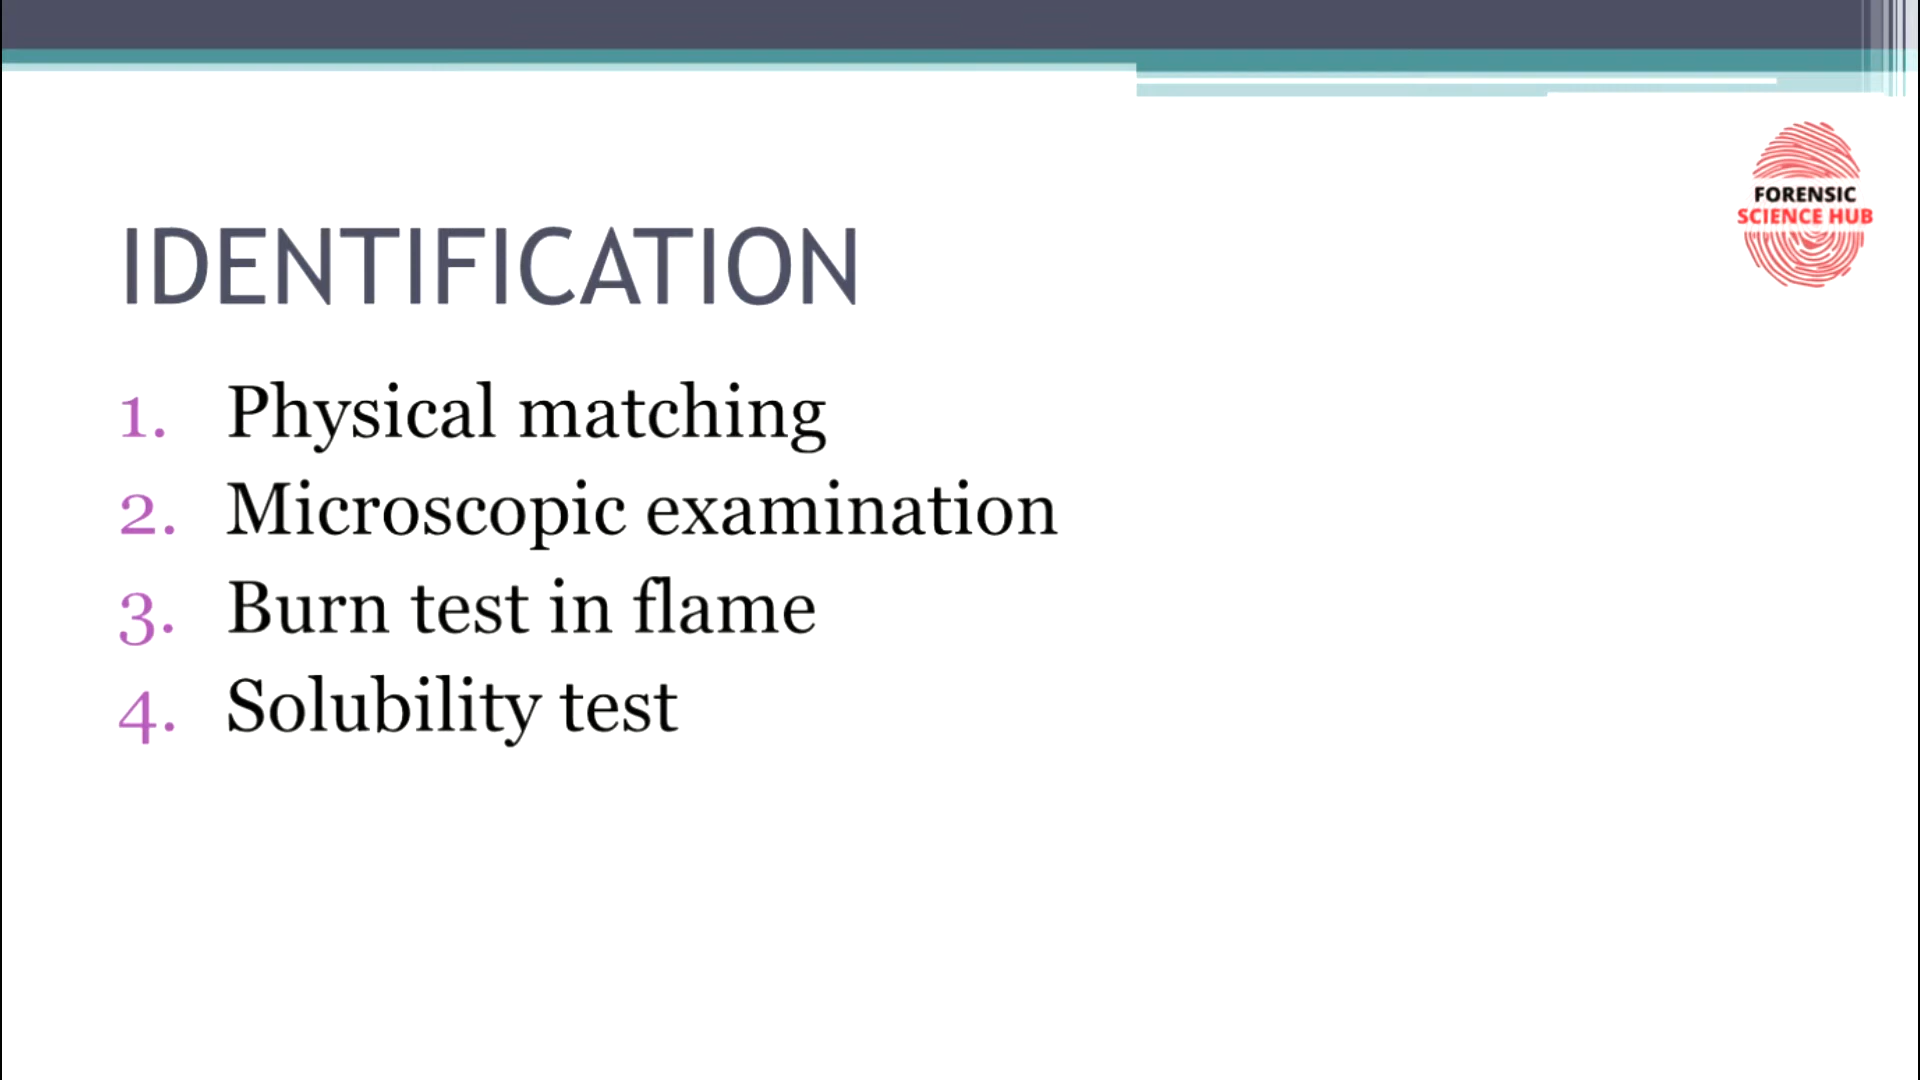 FORENSIC
SCIENCE HUB
IDENTIFICATION
1. Physical matching
2. Microscopic examination
3. Burn test in flame
4. Solubility test